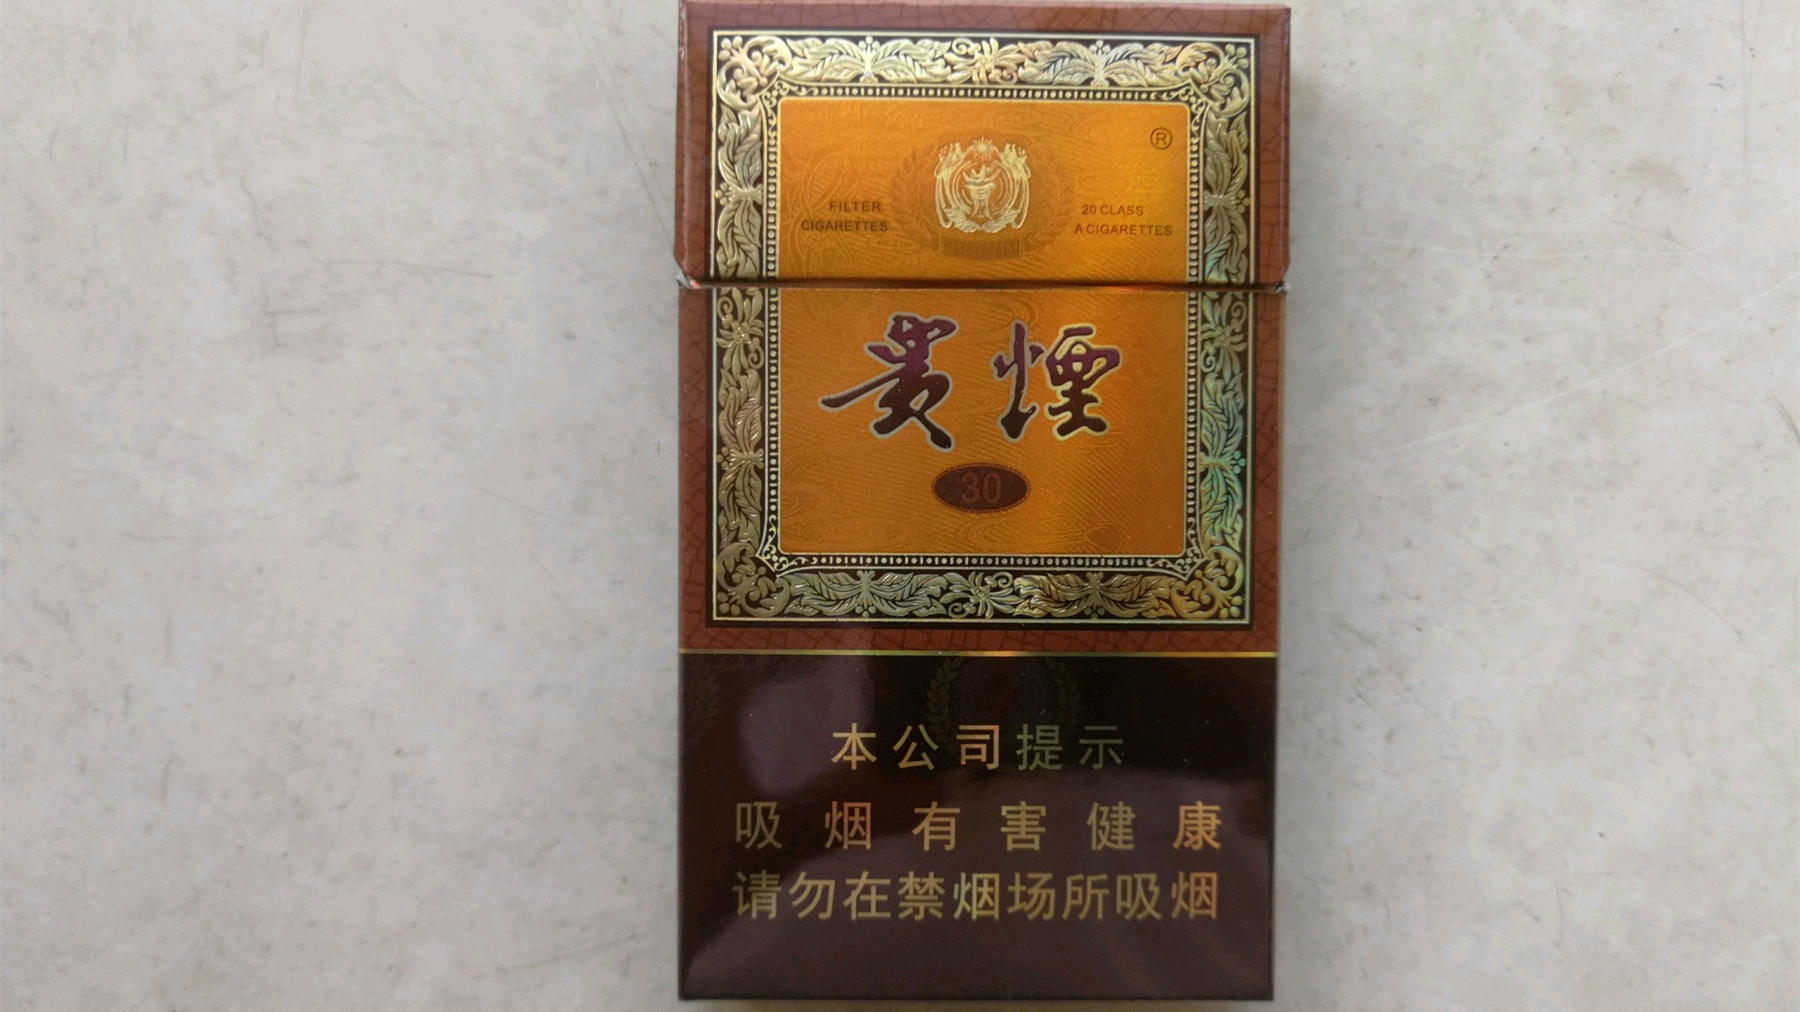 ®
FILTER
CIGARETTES
20 CLASS
A CIGARETTES
貴煙
30
本公司提示
吸烟有害健康
请勿在禁烟场所吸烟